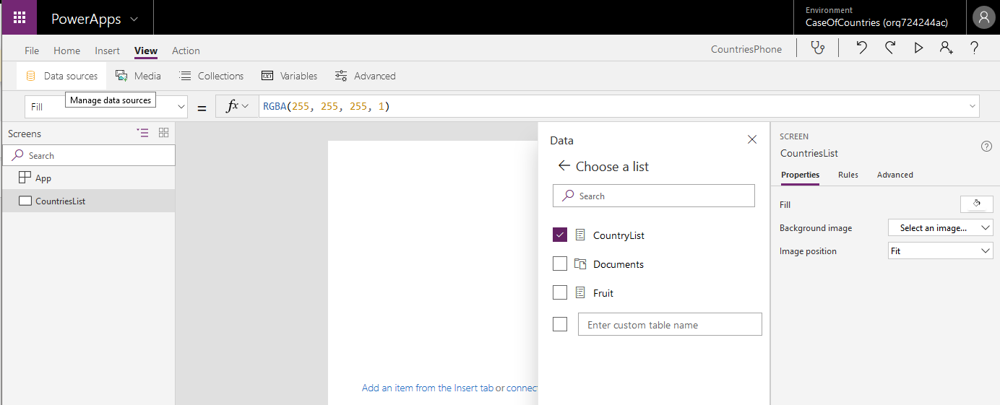 PowerApps
Environment
CaseOfCountries (org724244ac)
File Home Insert View Action
CountriesPhone
Data sources Media Collections Variables Advanced
Manage data sources
Fill = fx RGBA(255, 255, 255, 1)
Screens
Search
App
CountriesList
Add an item from the Insert tab or connec
Data
Choose a list
Search
CountryList
Documents
Fruit
Enter custom table name
SCREEN
CountriesList
Properties Rules Advanced
Fill
Background image Select an image...
Image position Fit